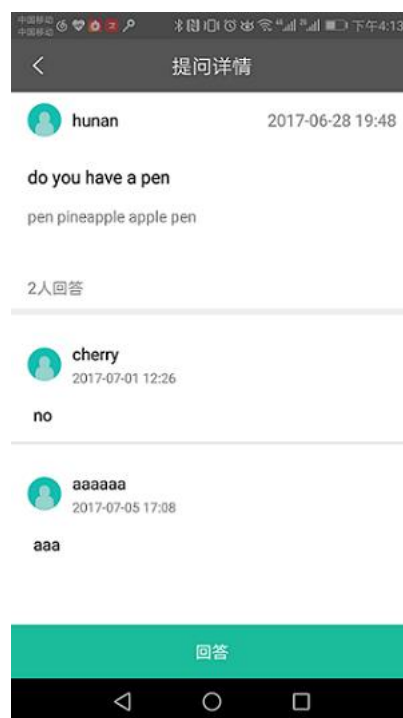 中国移动
中国移动
下午4:13
提问详情
hunan
2017-06-28 19:48
do you have a pen
pen pineapple apple pen
2人回答
cherry
2017-07-01 12:26
no
aaaaaa
2017-07-05 17:08
aaa
回答